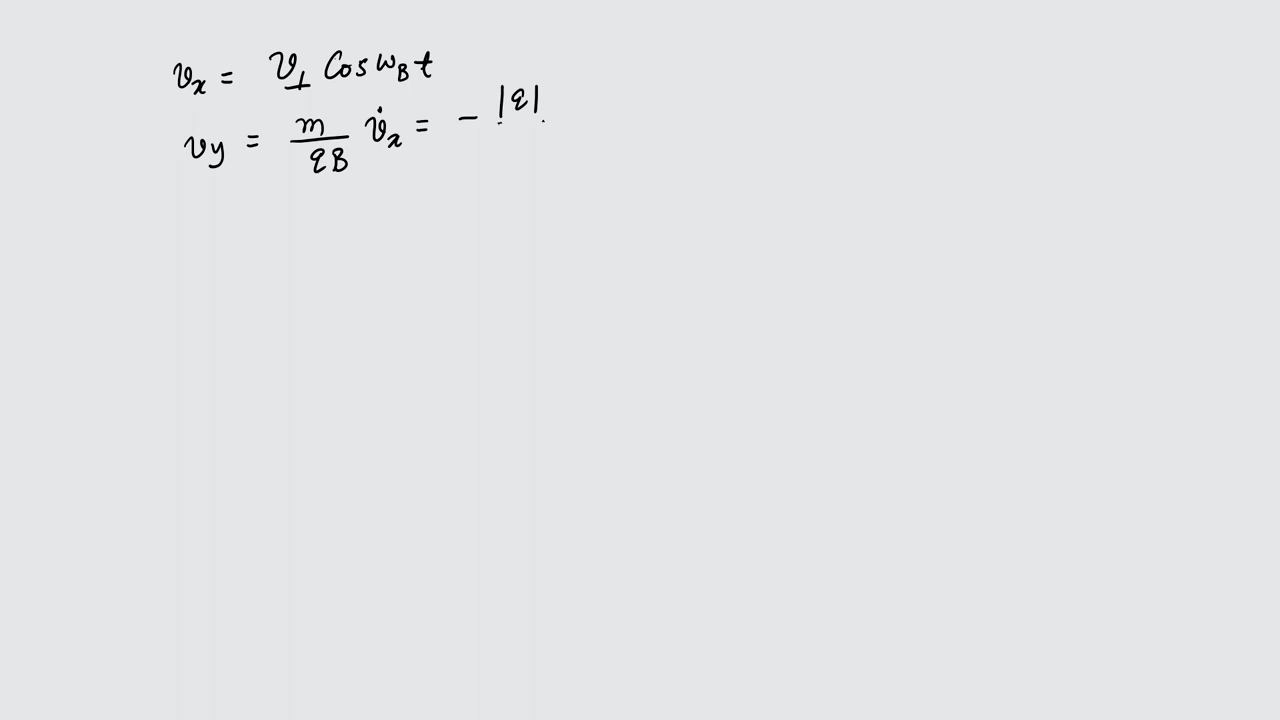 v_x = v_⊥ Cos ω_B t
v_y = m/qB v̇_x = - |q|